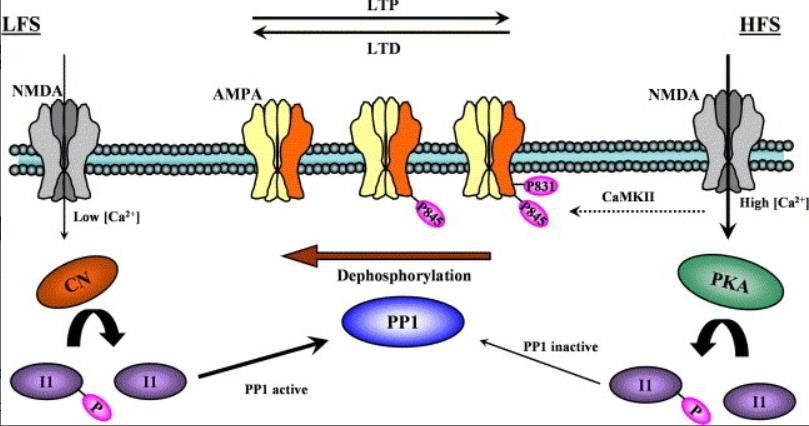 LTP
LFS
HFS
LTD
NMDA
AMPA
NMDA
P831
P845
P845
CaMKII
Low [Ca²⁺]
High [Ca²⁺]
CN
Dephosphorylation
PKA
PP1
PP1 inactive
I1
I1
PP1 active
P
I1
P
I1